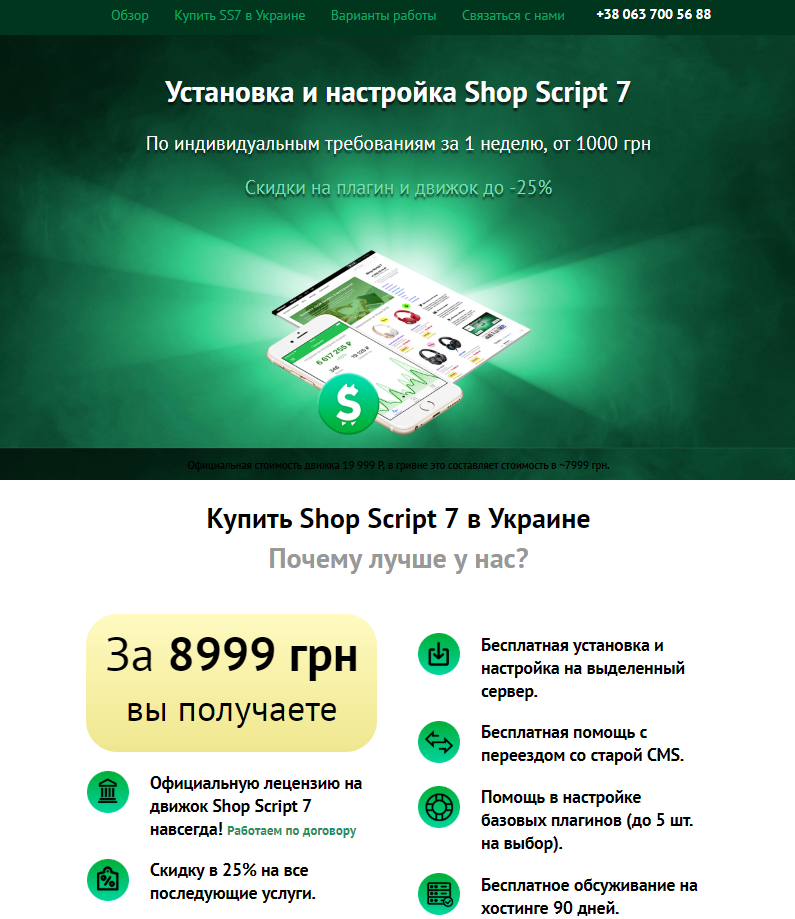 Обзор Купить SS7 в Украине Варианты работы Связаться с нами +38 063 700 56 88
Установка и настройка Shop Script 7
По индивидуальным требованиям за 1 неделю, от 1000 грн
Скидки на плагин и движок до -25%
6 617 255 ₽
Официальная стоимость движка 19 999 Р, в гривне это составляет стоимость в ~7999 грн.
Купить Shop Script 7 в Украине
Почему лучше у нас?
За 8999 грн
вы получаете
Официальную лецензию на
движок Shop Script 7
навсегда! Работаем по договору
Скидку в 25% на все
последующие услуги.
Бесплатная установка и
настройка на выделенный
сервер.
Бесплатная помощь с
переездом со старой CMS.
Помощь в настройке
базовых плагинов (до 5 шт.
на выбор).
Бесплатное обсуживание на
хостинге 90 дней.